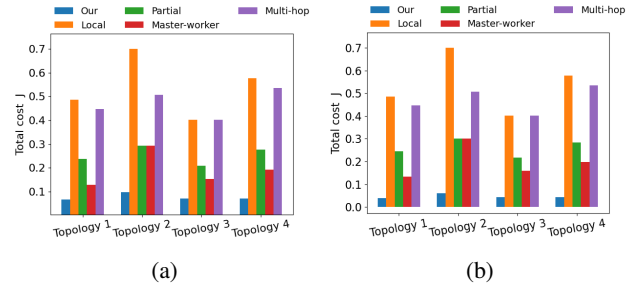 Our Partial Multi-hop
Local Master-worker
Total cost J
0.7
0.6
0.5
0.4
0.3
0.2
0.1
Topology 1 Topology 2 Topology 3 Topology 4
(a)
Our Partial Multi-hop
Local Master-worker
Total cost J
0.7
0.6
0.5
0.4
0.3
0.2
0.1
0.0
Topology 1 Topology 2 Topology 3 Topology 4
(b)